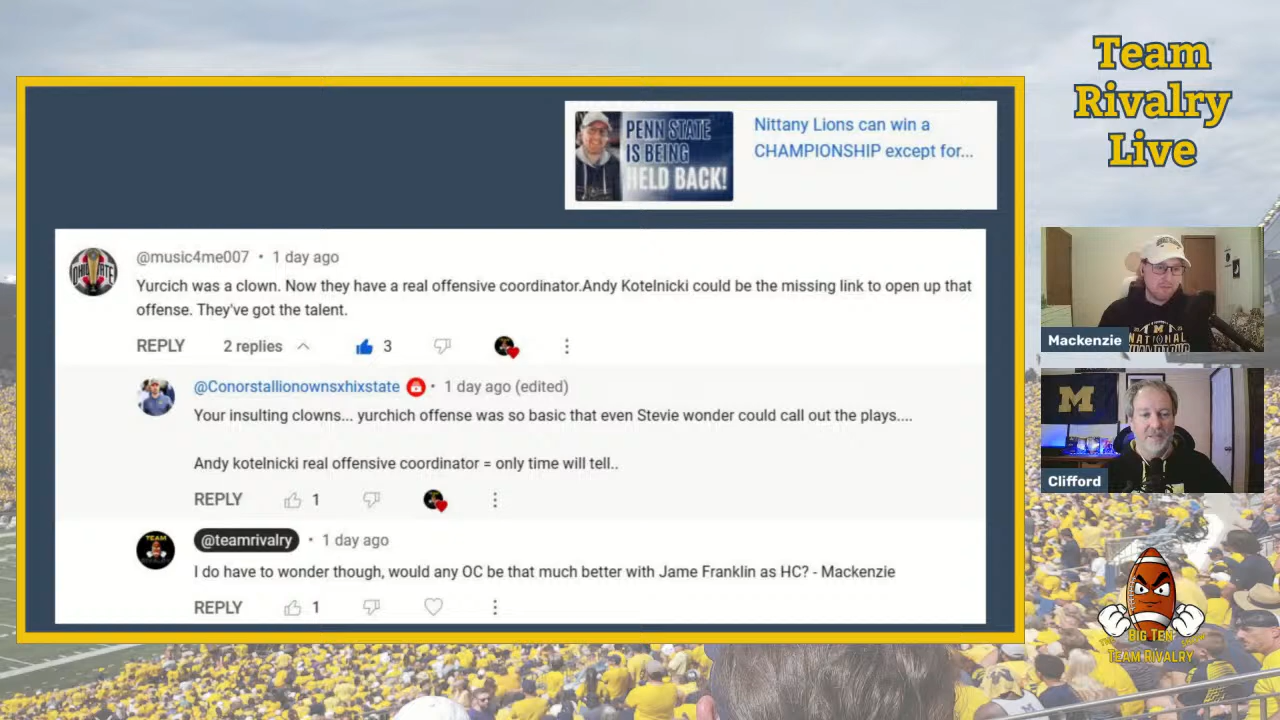 Team
Rivalry
Live
PENN STATE
IS BEING
HELD BACK!
Nittany Lions can win a
CHAMPIONSHIP except for...
@music4me007 • 1 day ago
Yurcich was a clown. Now they have a real offensive coordinator.Andy Kotelnicki could be the missing link to open up that
offense. They've got the talent.
REPLY 2 replies 3
@Conorstallionownsxhixstate • 1 day ago (edited)
Your insulting clowns... yurchich offense was so basic that even Stevie wonder could call out the plays....
Andy kotelnicki real offensive coordinator = only time will tell..
REPLY 1
@teamrivalry • 1 day ago
I do have to wonder though, would any OC be that much better with Jame Franklin as HC? - Mackenzie
REPLY 1
M
NATIONAL
Mackenzie
M
Clifford
BIG TEN
TEAM RIVALRY